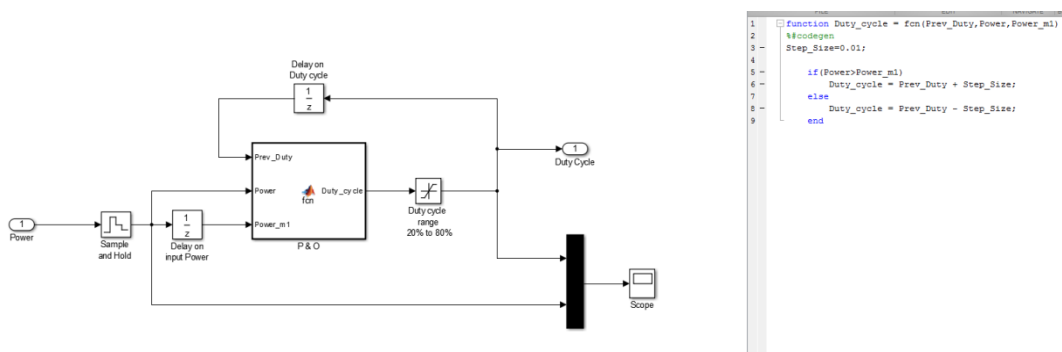 Delay on
Duty cycle
1
z
Prev_Duty
Power
Power_m1
fcn
Duty_cycle
P & O
1
Power
Sample
and Hold
1
z
Delay on
input Power
Duty cycle
range
20% to 80%
1
Duty Cycle
Scope
1 function Duty_cycle = fcn(Prev_Duty,Power,Power_m1)
2 %#codegen
3 – Step_Size=0.01;
4
5 – if(Power>Power_m1)
6 – Duty_cycle = Prev_Duty + Step_Size;
7 else
8 – Duty_cycle = Prev_Duty - Step_Size;
9 end